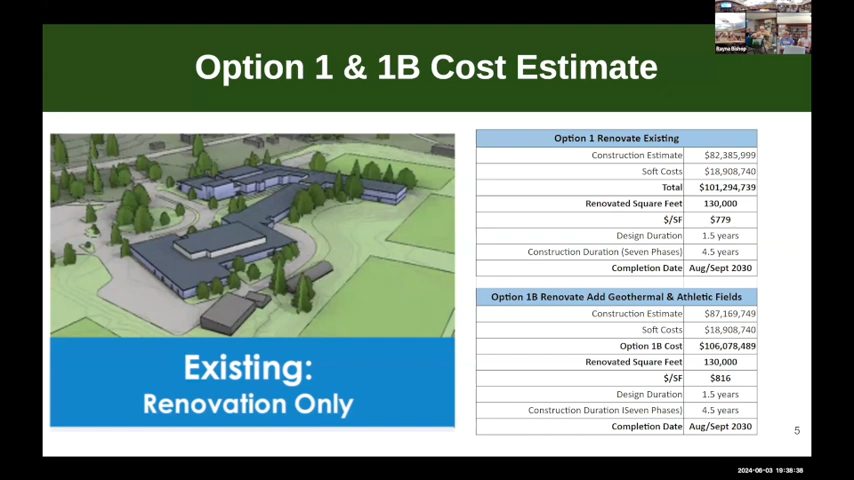 Option 1 & 1B Cost Estimate
Rayna Bishop
Option 1 Renovate Existing
Construction Estimate $82,385,999
Soft Costs $18,908,740
Total $101,294,739
Renovated Square Feet 130,000
$/SF $779
Design Duration 1.5 years
Construction Duration (Seven Phases) 4.5 years
Completion Date Aug/Sept 2030
Option 1B Renovate Add Geothermal & Athletic Fields
Construction Estimate $87,169,749
Soft Costs $18,908,740
Option 1B Cost $106,078,489
Renovated Square Feet 130,000
$/SF $816
Design Duration 1.5 years
Construction Duration (Seven Phases) 4.5 years
Completion Date Aug/Sept 2030
Existing:
Renovation Only
5
2024-06-03 19:38:38